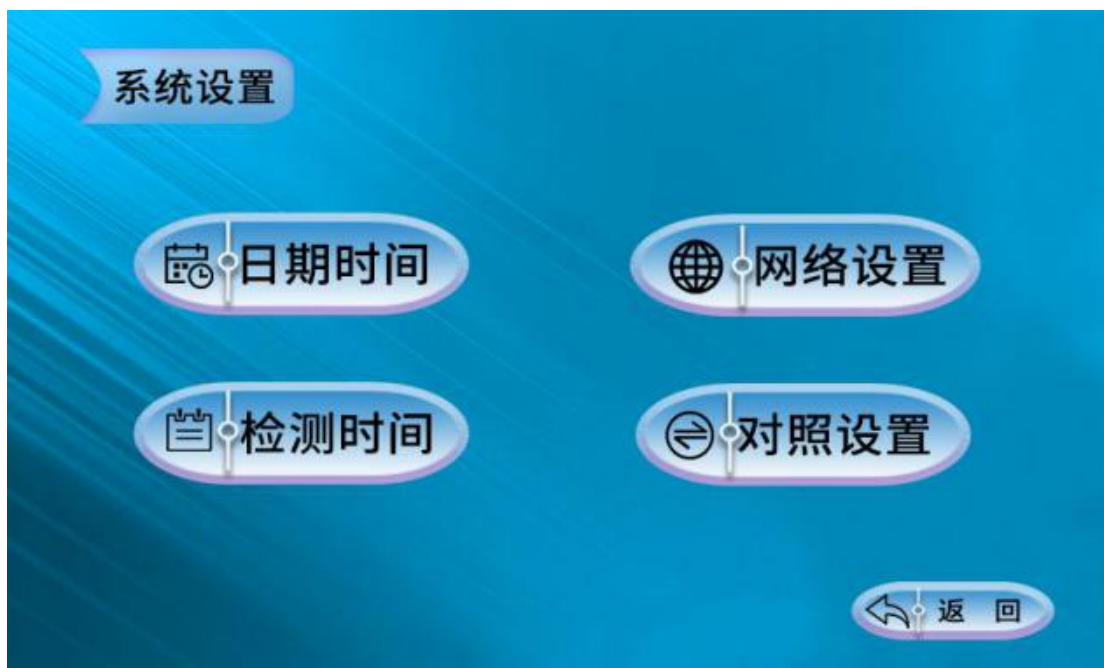 系统设置
日期时间
网络设置
检测时间
对照设置
返 回